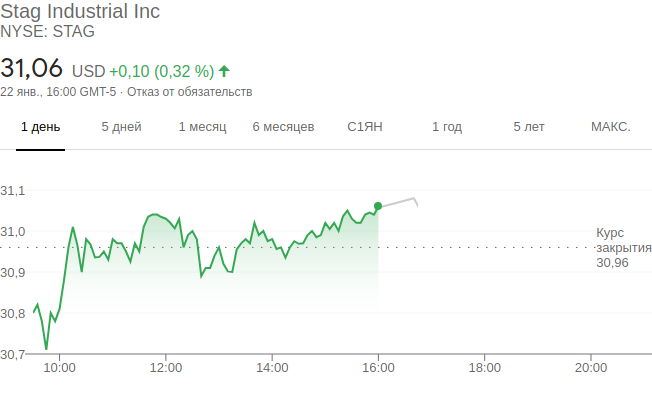 Stag Industrial Inc
NYSE: STAG
31,06 USD +0,10 (0,32 %)
22 янв., 16:00 GMT-5 · Отказ от обязательств
1 день 5 дней 1 месяц 6 месяцев С1ЯН 1 год 5 лет МАКС.
31,1
31,0
Курс
закрытия
30,96
30,9
30,8
30,7
10:00 12:00 14:00 16:00 18:00 20:00